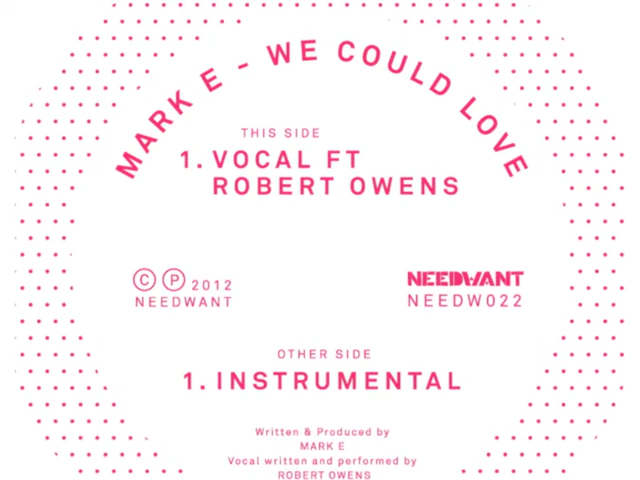 MARK E - WE COULD LOVE
THIS SIDE
1. VOCAL FT
ROBERT OWENS
© ℗ 2012
NEEDWANT
NEEDWANT
NEEDW022
OTHER SIDE
1. INSTRUMENTAL
Written & Produced by
MARK E
Vocal written and performed by
ROBERT OWENS